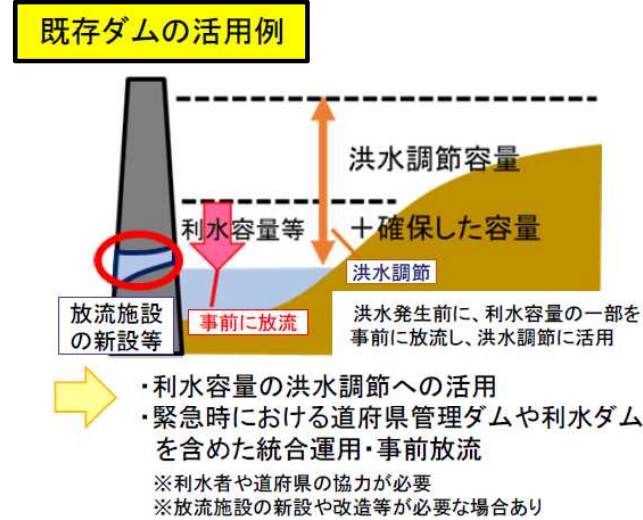 既存ダムの活用例
洪水調節容量
利水容量等
＋確保した容量
洪水調節
放流施設
の新設等
事前に放流
洪水発生前に、利水容量の一部を
事前に放流し、洪水調節に活用
・利水容量の洪水調節への活用
・緊急時における道府県管理ダムや利水ダム
を含めた統合運用・事前放流
※利水者や道府県の協力が必要
※放流施設の新設や改造等が必要な場合あり